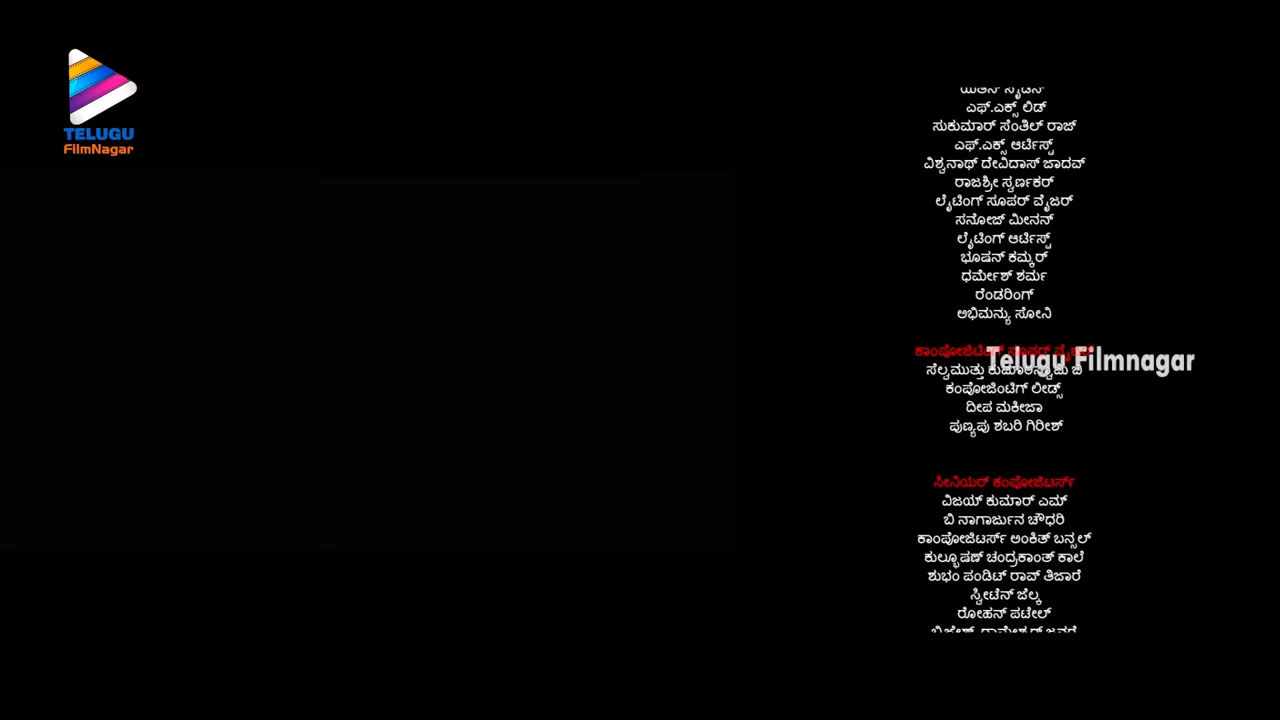 TELUGU
FilmNagar
ಎಫ್.ಎಕ್ಸ್ ಲಿಡ್
ಸುಕುಮಾರ್ ಸೆಂತಿಲ್ ರಾಜ್
ಎಫ್.ಎಕ್ಸ್ ಆರ್ಟಿಸ್ಟ್
ವಿಶ್ವನಾಥ್ ದೇವಿದಾಸ್ ಜಾದವ್
ರಾಜಶ್ರೀ ಸ್ವರ್ಣಕರ್
ಲೈಟಿಂಗ್ ಸೂಪರ್ ವೈಜರ್
ಸನೋಜ್ ಮೀನನ್
ಲೈಟಿಂಗ್ ಆರ್ಟಿಸ್ಟ್
ಭೂಷನ್ ಕಮ್ಕರ್
ಧರ್ಮೇಶ್ ಶರ್ಮ
ರೆಂಡರಿಂಗ್
ಅಭಿಮನ್ಯು ಸೋನಿ
Telugu Filmnagar
ಸೆಲ್ವಮುತ್ತು
ಕಂಪೋಜಿಂಟಿಗ್ ಲೀಡ್ಸ್
ದೀಪ ಮಕೀಜಾ
ಪುಣ್ಯಪು ಶಬರಿ ಗಿರೀಶ್
ಸೀನಿಯರ್ ಕಂಪೋಜಿಟರ್ಸ್
ವಿಜಯ್ ಕುಮಾರ್ ಎಮ್
ಬಿ ನಾಗಾರ್ಜುನ ಚೌಧರಿ
ಕಾಂಪೋಜಿಟರ್ಸ್ ಅಂಕಿತ್ ಬನ್ಸಲ್
ಕುಲ್ಭೂಷಣ್ ಚಂದ್ರಕಾಂತ್ ಕಾಲೆ
ಶುಭಂ ಪಂಡಿಟ್ ರಾವ್ ತಿಜಾರೆ
ಸ್ವೀಟೆನ್ ಜೆಲ್ಕ
ರೋಹನ್ ಪಟೇಲ್